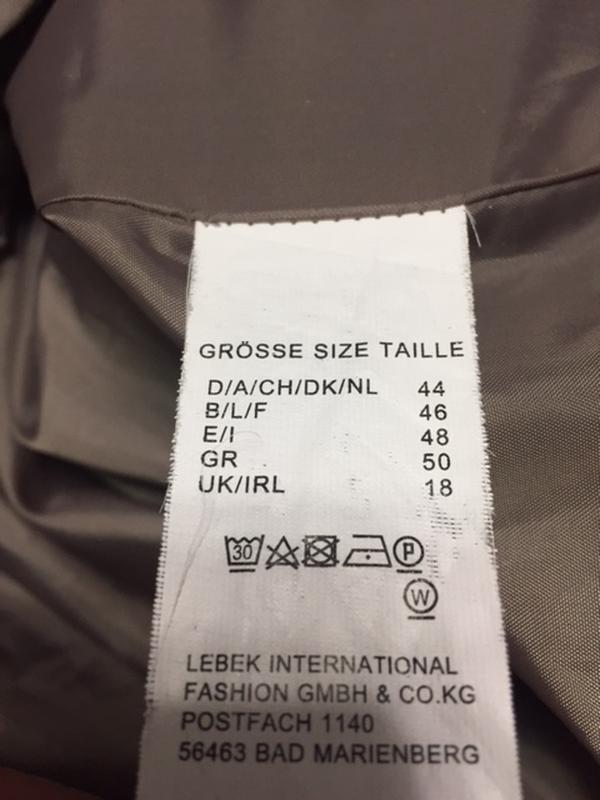 GRÖSSE SIZE TAILLE
D/A/CH/DK/NL 44
B/L/F 46
E/I 48
GR 50
UK/IRL 18
30 P
W
LEBEK INTERNATIONAL
FASHION GMBH & CO.KG
POSTFACH 1140
56463 BAD MARIENBERG